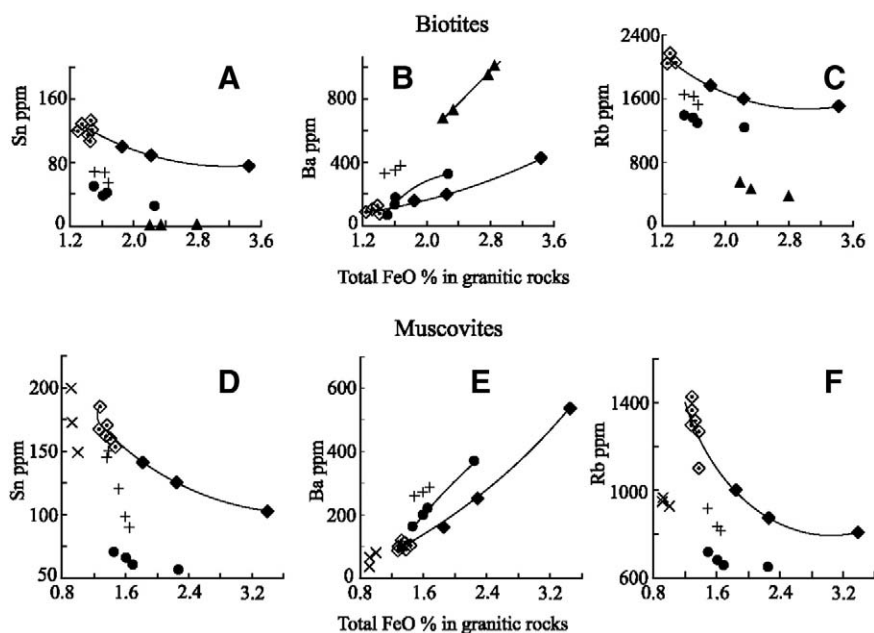 Biotites
A
Sn ppm
160
80
0
1.2 2.0 2.8 3.6
B
Ba ppm
800
400
0
1.2 2.0 2.8 3.6
C
Rb ppm
2400
1600
800
0
1.2 2.0 2.8 3.6
Total FeO % in granitic rocks
Muscovites
D
Sn ppm
200
150
100
50
0.8 1.6 2.4 3.2
E
Ba ppm
600
400
200
0
0.8 1.6 2.4 3.2
F
Rb ppm
1400
1000
600
0.8 1.6 2.4 3.2
Total FeO % in granitic rocks